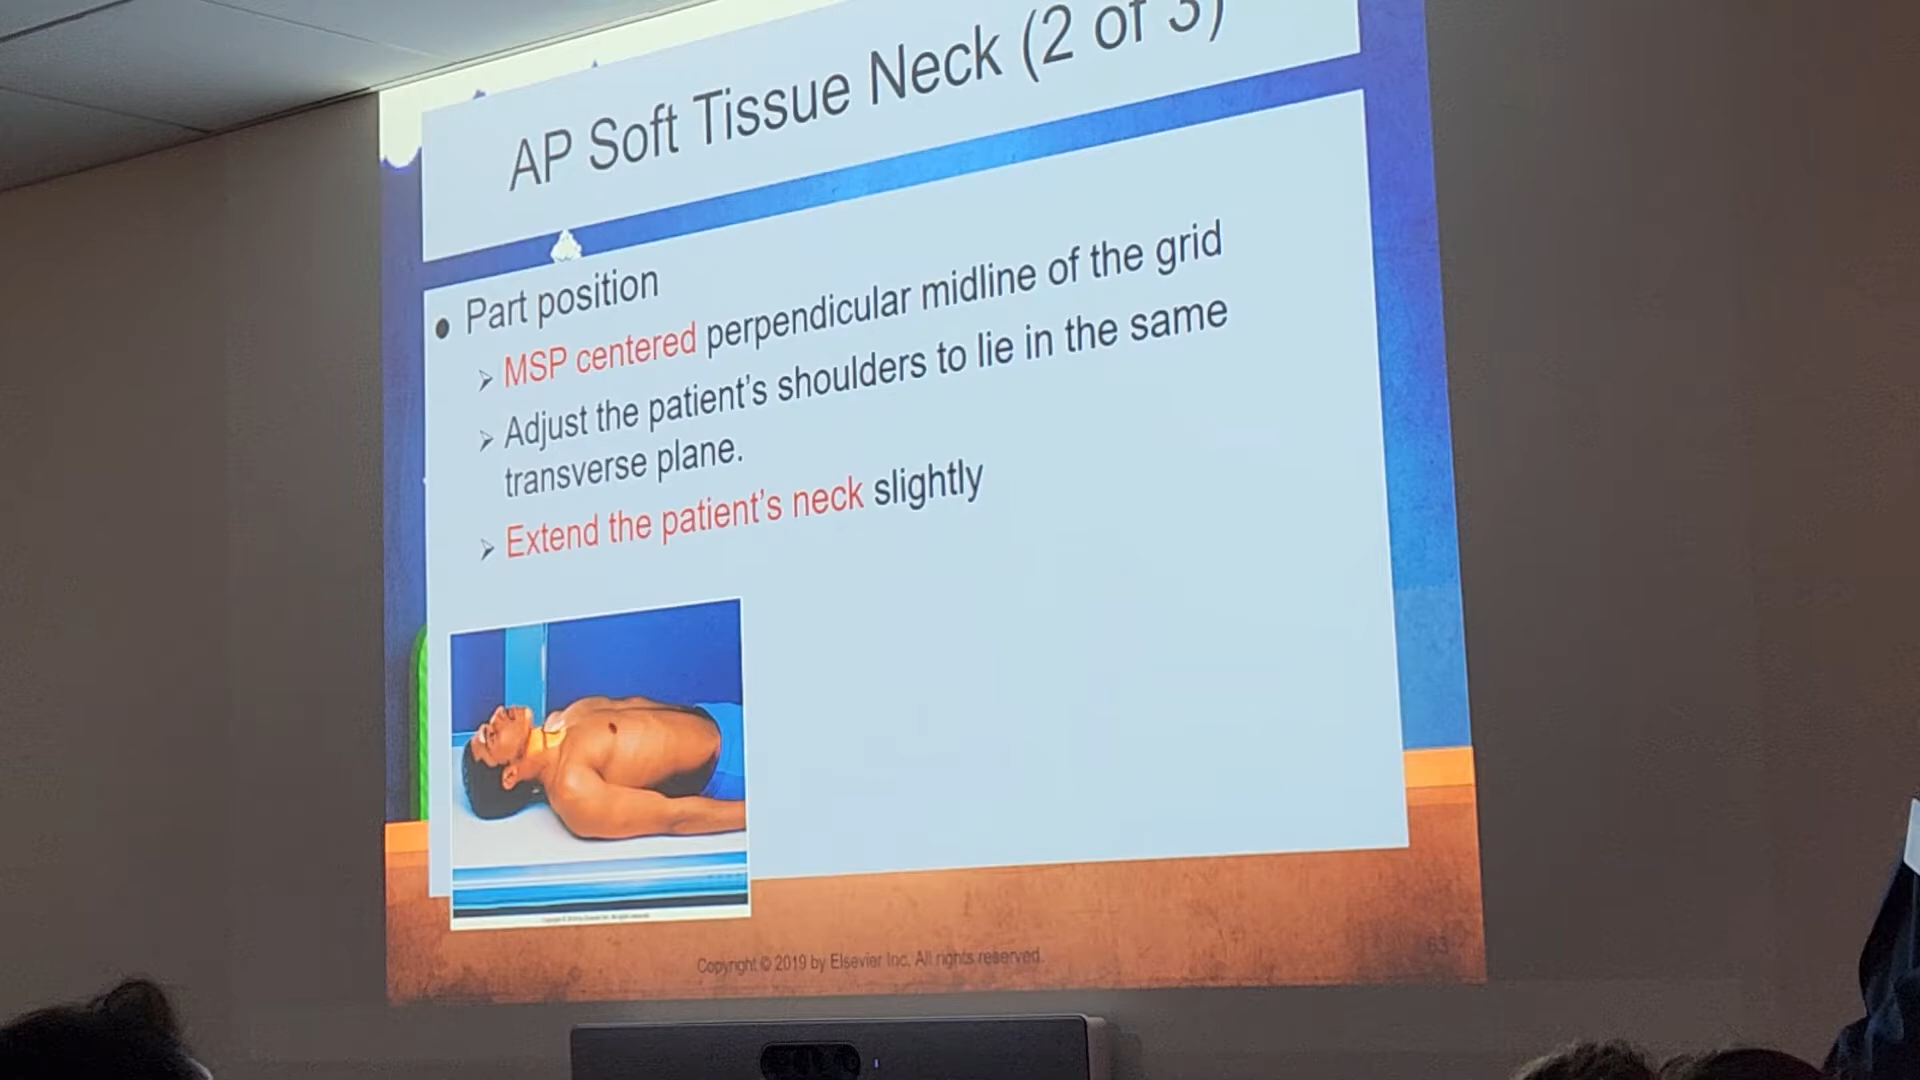 AP Soft Tissue Neck (2 of 3)
● Part position
➢ MSP centered perpendicular midline of the grid
➢ Adjust the patient’s shoulders to lie in the same
transverse plane.
➢ Extend the patient’s neck slightly
Copyright © 2019 by Elsevier Inc. All rights reserved.
63